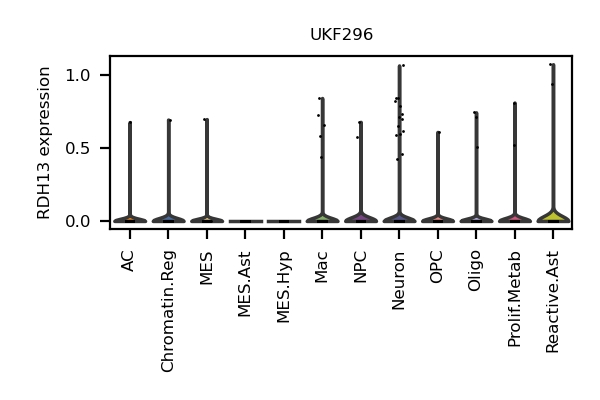 UKF296
RDH13 expression
1.0
0.5
0.0
AC
Chromatin.Reg
MES
MES.Ast
MES.Hyp
Mac
NPC
Neuron
OPC
Oligo
Prolif.Metab
Reactive.Ast